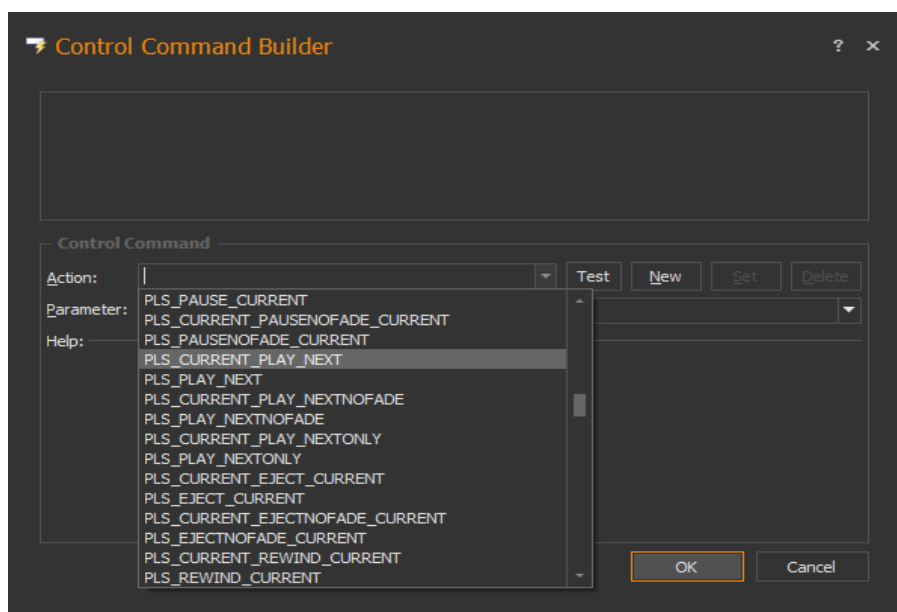 Control Command Builder ? ×
Control Command
Action: Test New Set Delete
Parameter:
Help:
PLS_PAUSE_CURRENT
PLS_CURRENT_PAUSENOFADE_CURRENT
PLS_PAUSENOFADE_CURRENT
PLS_CURRENT_PLAY_NEXT
PLS_PLAY_NEXT
PLS_CURRENT_PLAY_NEXTNOFADE
PLS_PLAY_NEXTNOFADE
PLS_CURRENT_PLAY_NEXTONLY
PLS_PLAY_NEXTONLY
PLS_CURRENT_EJECT_CURRENT
PLS_EJECT_CURRENT
PLS_CURRENT_EJECTNOFADE_CURRENT
PLS_EJECTNOFADE_CURRENT
PLS_CURRENT_REWIND_CURRENT
PLS_REWIND_CURRENT
OK Cancel